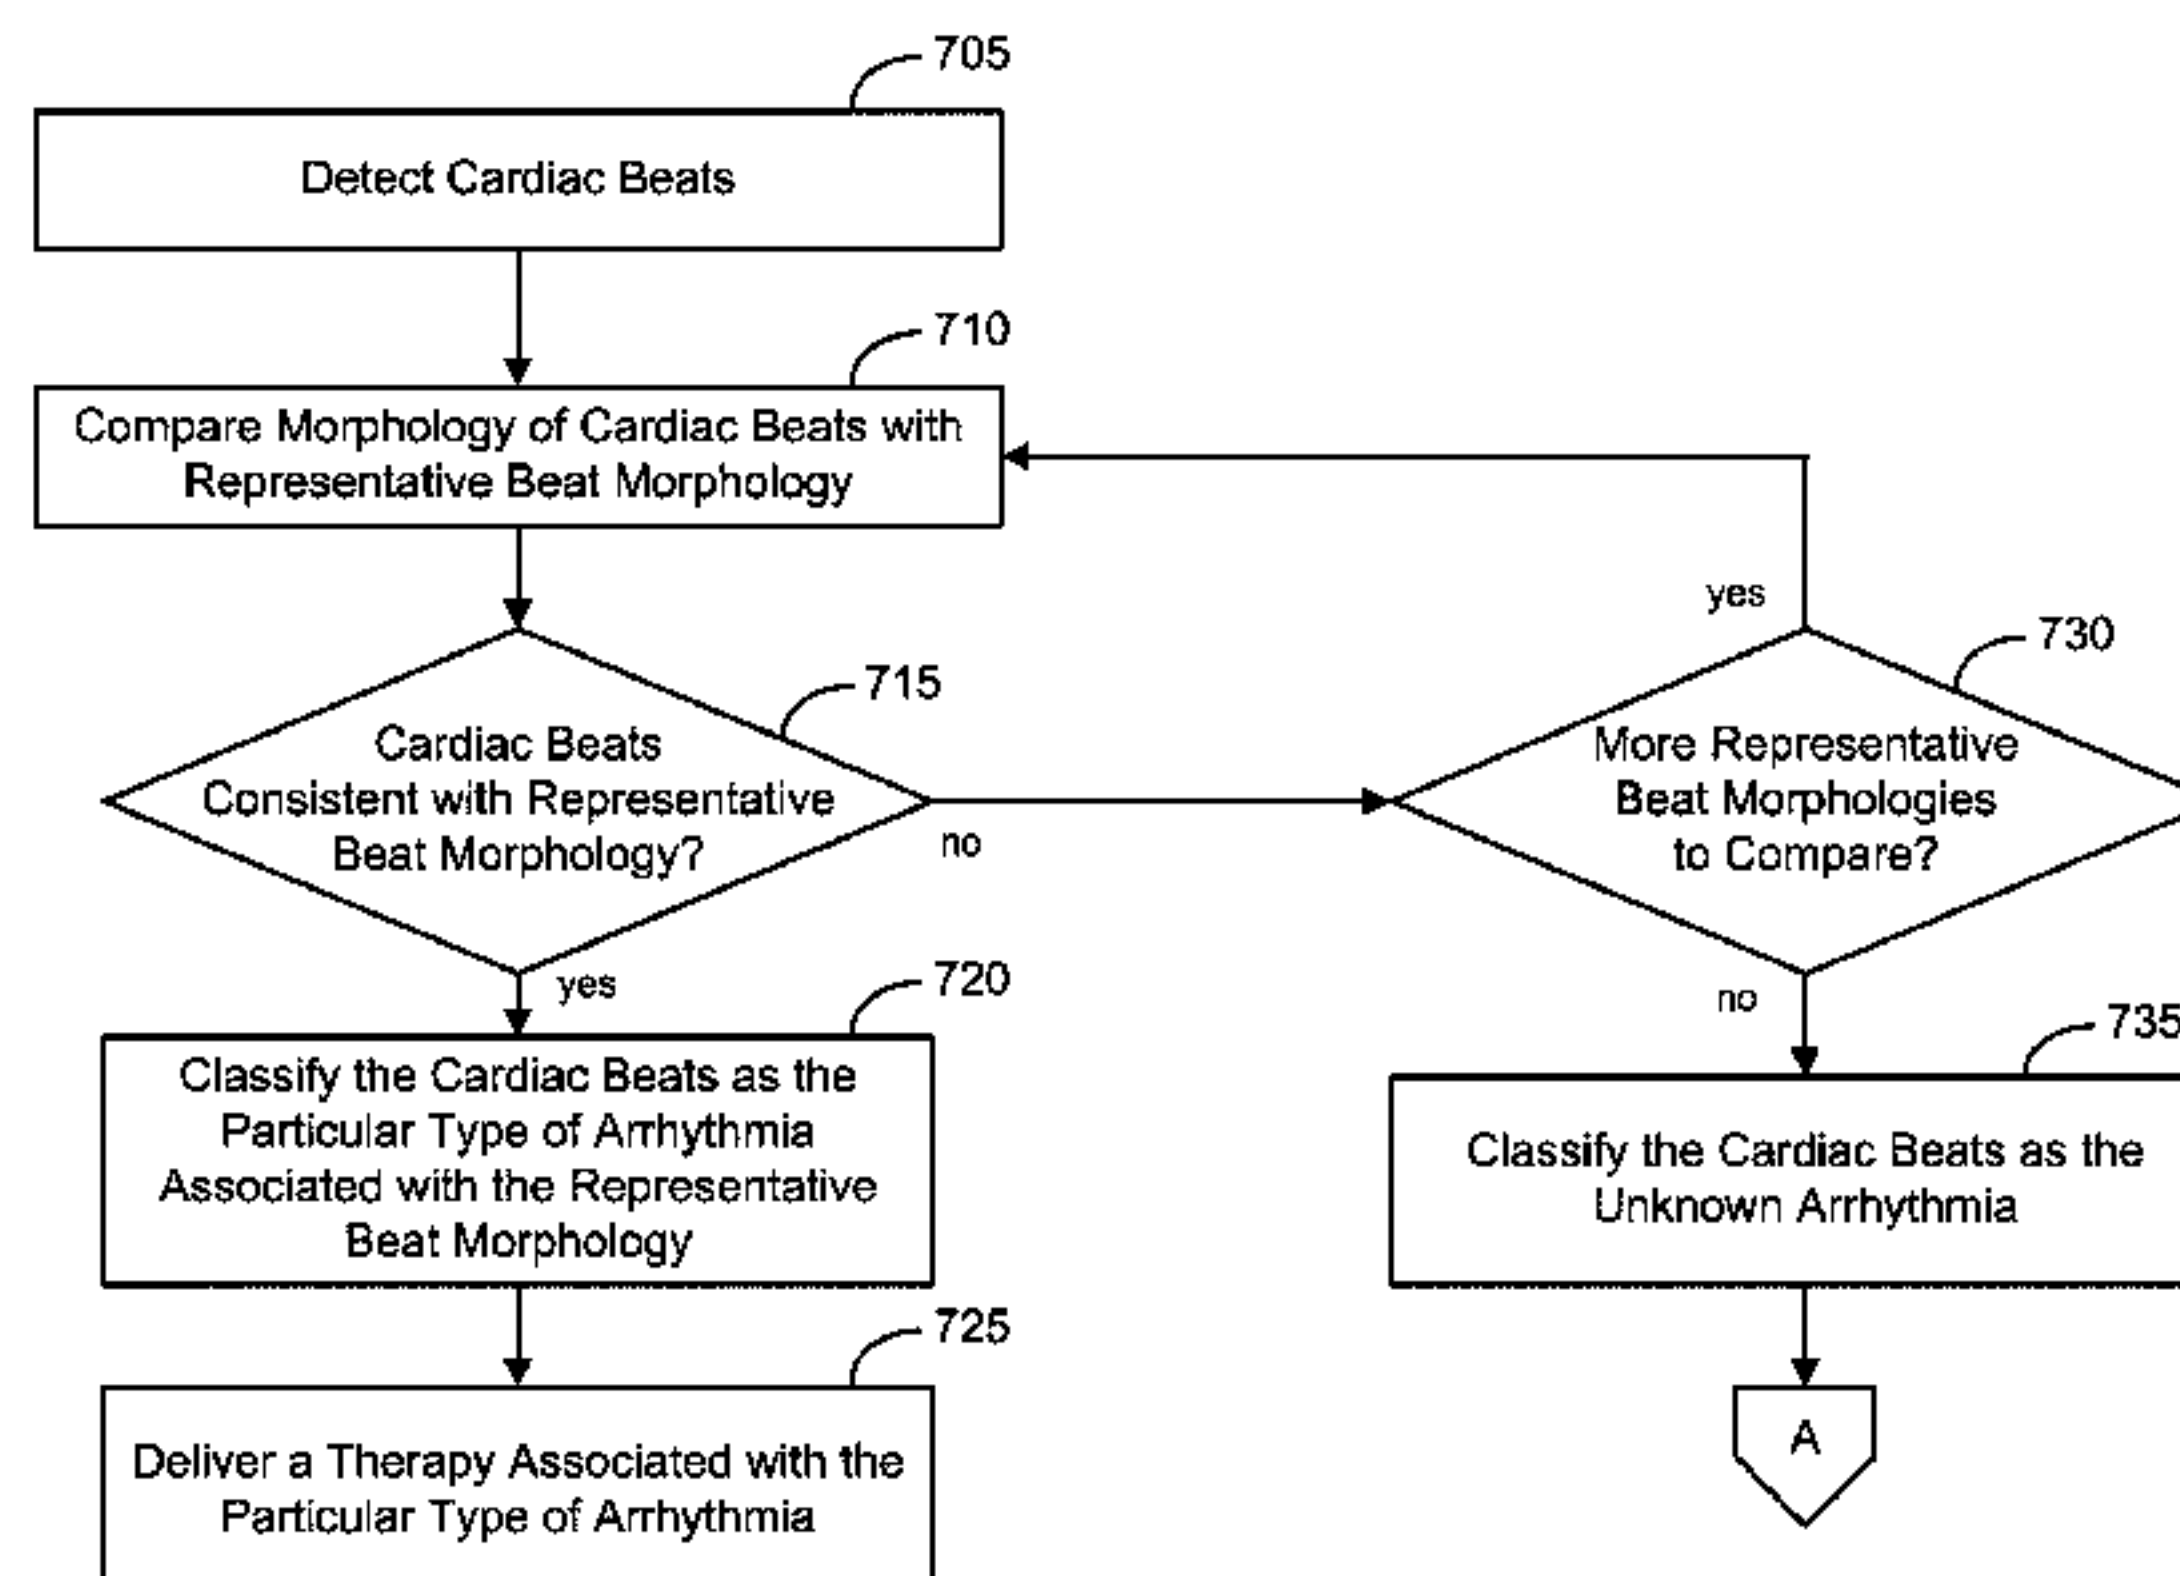 705
Detect Cardiac Beats
710
Compare Morphology of Cardiac Beats with
Representative Beat Morphology
yes
730
715
Cardiac Beats
Consistent with Representative
Beat Morphology?
no
More Representative
Beat Morphologies
to Compare?
yes
720
no
735
Classify the Cardiac Beats as the
Particular Type of Arrhythmia
Associated with the Representative
Beat Morphology
Classify the Cardiac Beats as the
Unknown Arrhythmia
725
Deliver a Therapy Associated with the
Particular Type of Arrhythmia
A